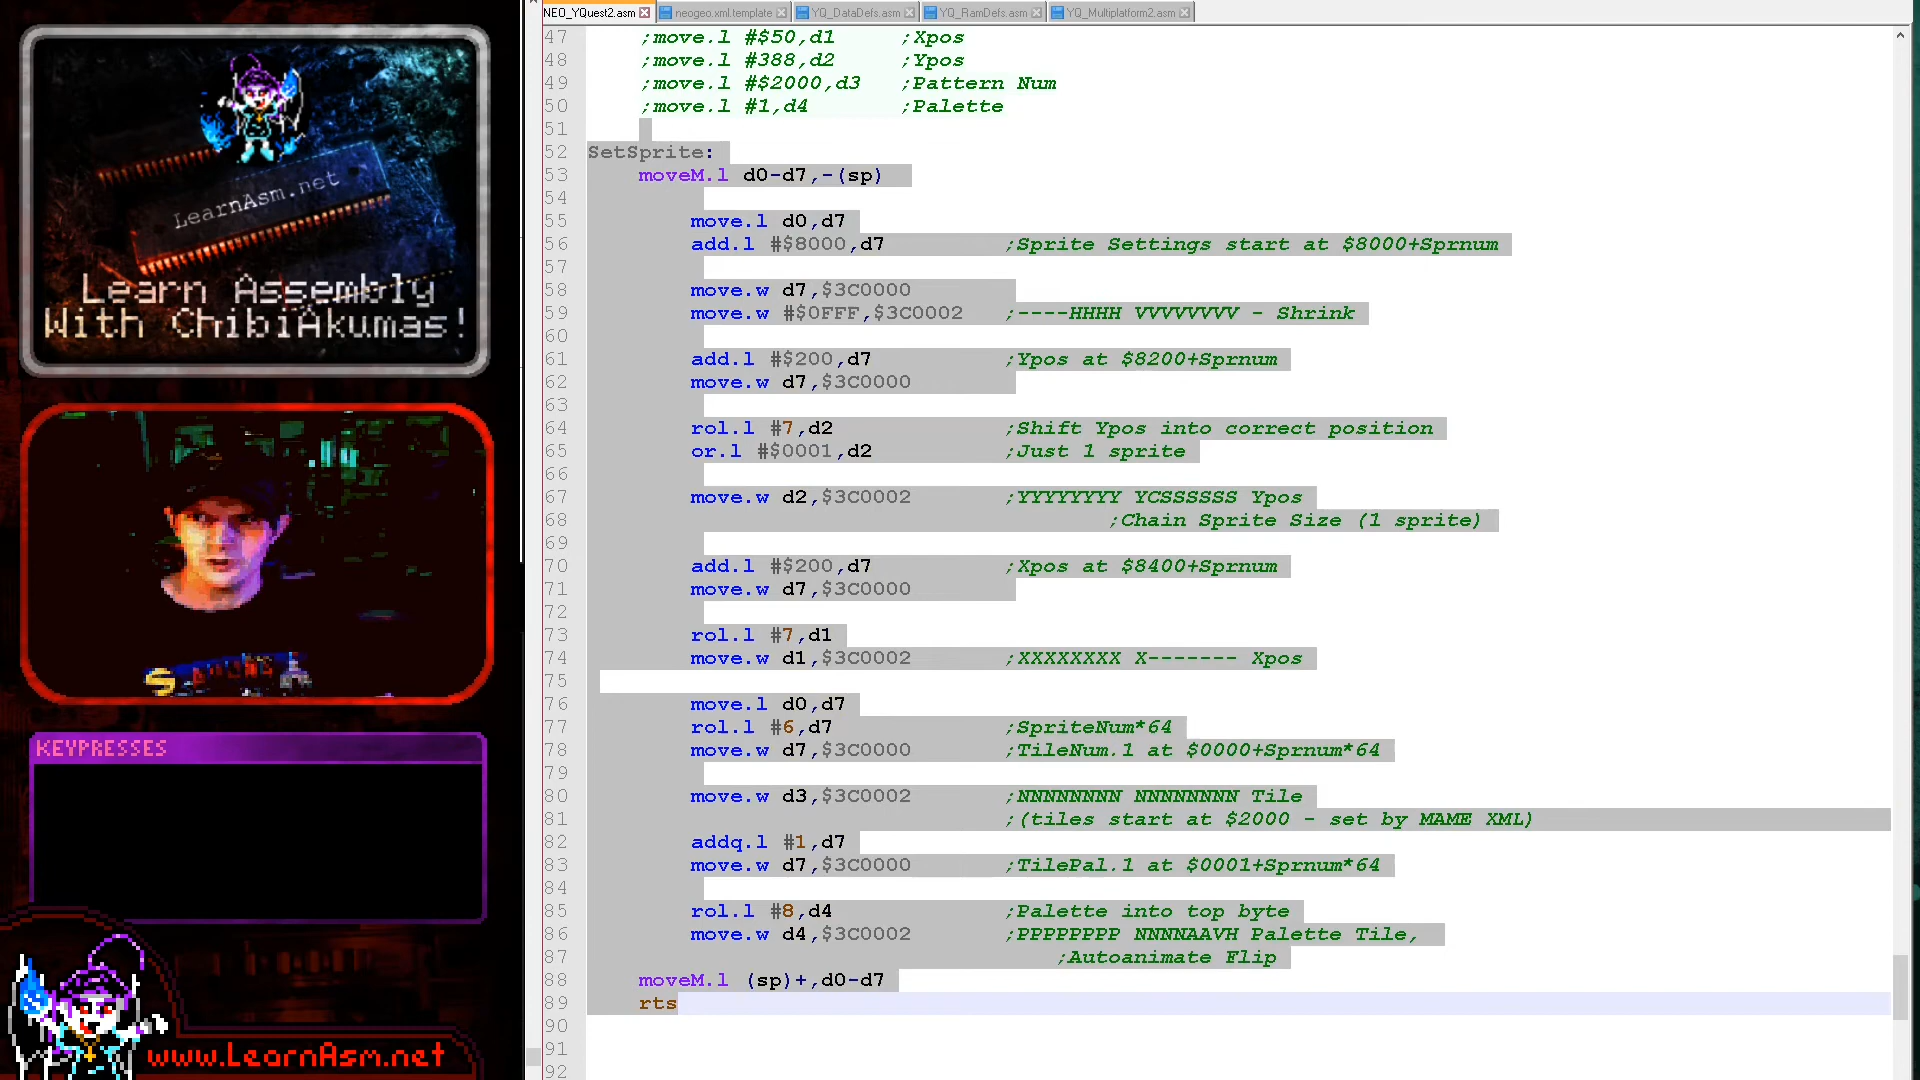 LearnAsm.net
Learn Assembly
With ChibiAkumas!
KEYPRESSES
www.LearnAsm.net
NEO_YQuest2.asm
neogeo.xml.template
YQ_DataDefs.asm
YQ_RamDefs.asm
YQ_Multiplatform2.asm
47 ;move.l #$50,d1 ;Xpos
48 ;move.l #388,d2 ;Ypos
49 ;move.l #$2000,d3 ;Pattern Num
50 ;move.l #1,d4 ;Palette
51
52 SetSprite:
53 moveM.l d0-d7,-(sp)
54
55 move.l d0,d7
56 add.l #$8000,d7 ;Sprite Settings start at $8000+Sprnum
57
58 move.w d7,$3C0000
59 move.w #$0FFF,$3C0002 ;----HHHH VVVVVVVV - Shrink
60
61 add.l #$200,d7 ;Ypos at $8200+Sprnum
62 move.w d7,$3C0000
63
64 rol.l #7,d2 ;Shift Ypos into correct position
65 or.l #$0001,d2 ;Just 1 sprite
66
67 move.w d2,$3C0002 ;YYYYYYYY YCSSSSSS Ypos
68 ;Chain Sprite Size (1 sprite)
69
70 add.l #$200,d7 ;Xpos at $8400+Sprnum
71 move.w d7,$3C0000
72
73 rol.l #7,d1
74 move.w d1,$3C0002 ;XXXXXXXX X------- Xpos
75
76 move.l d0,d7
77 rol.l #6,d7 ;SpriteNum*64
78 move.w d7,$3C0000 ;TileNum.1 at $0000+Sprnum*64
79
80 move.w d3,$3C0002 ;NNNNNNNN NNNNNNNN Tile
81 ;(tiles start at $2000 - set by MAME XML)
82 addq.l #1,d7
83 move.w d7,$3C0000 ;TilePal.1 at $0001+Sprnum*64
84
85 rol.l #8,d4 ;Palette into top byte
86 move.w d4,$3C0002 ;PPPPPPPP NNNNAAVH Palette Tile,
87 ;Autoanimate Flip
88 moveM.l (sp)+,d0-d7
89 rts
90
91
92